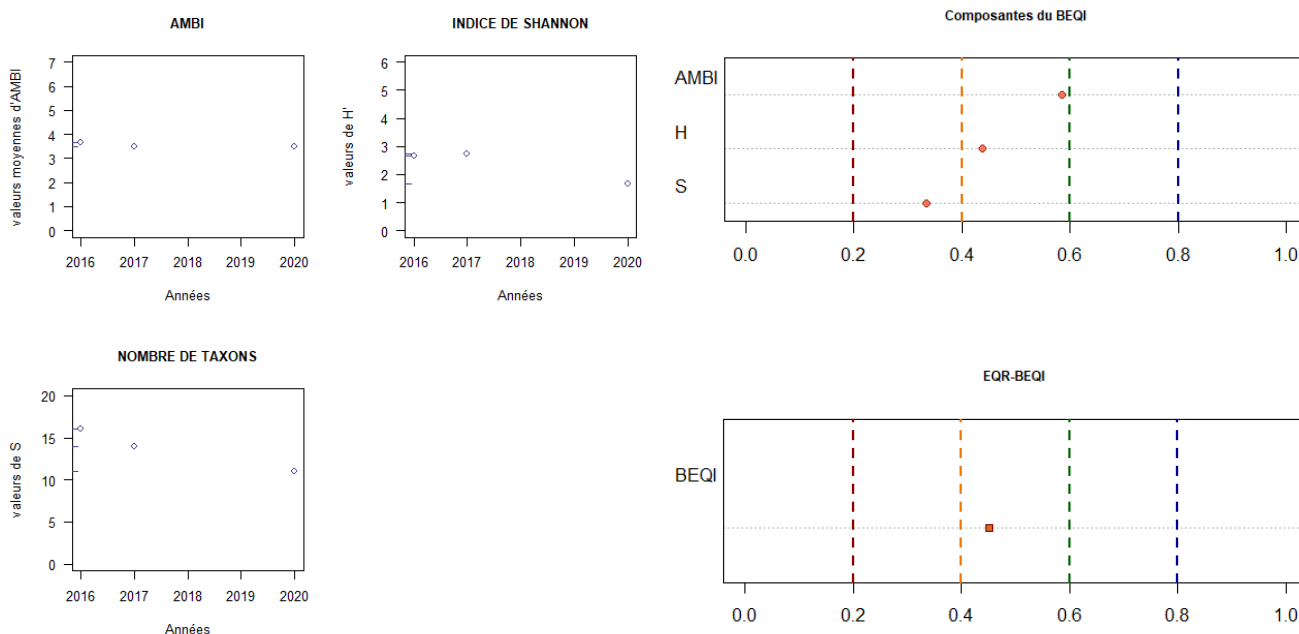 AMBI
valeurs moyennes d'AMBI
7
6
5
4
3
2
1
0
2016 2017 2018 2019 2020
Années
INDICE DE SHANNON
valeurs de H'
6
5
4
3
2
1
0
2016 2017 2018 2019 2020
Années
NOMBRE DE TAXONS
valeurs de S
20
15
10
5
0
2016 2017 2018 2019 2020
Années
Composantes du BEQI
AMBI
H
S
0.0 0.2 0.4 0.6 0.8 1.0
EQR-BEQI
BEQI
0.0 0.2 0.4 0.6 0.8 1.0